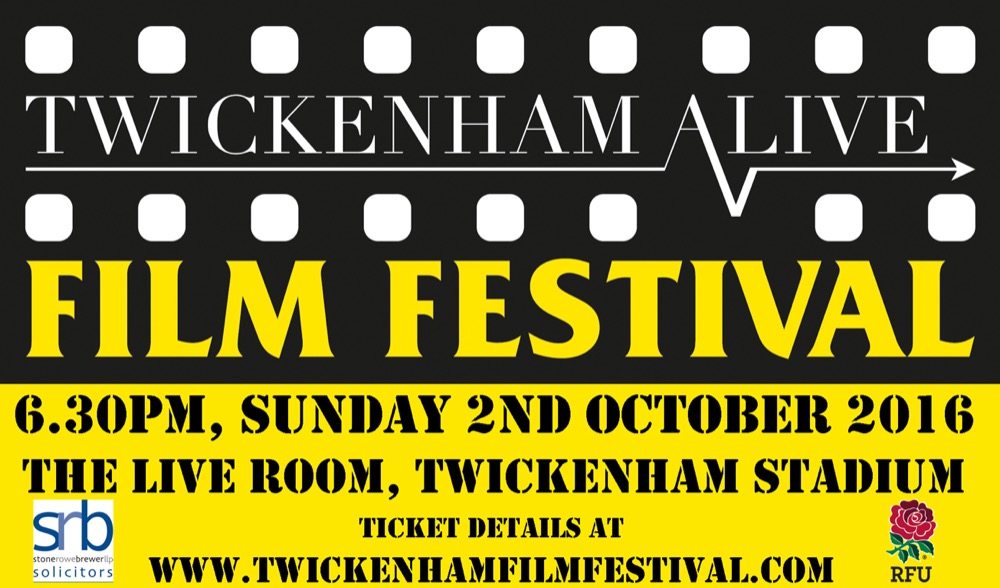 TWICKENHAM ALIVE
FILM FESTIVAL
6.30PM, SUNDAY 2ND OCTOBER 2016
THE LIVE ROOM, TWICKENHAM STADIUM
TICKET DETAILS AT
WWW.TWICKENHAMFILMFESTIVAL.COM
srb
stonerowebrewerllp
solicitors
RFU